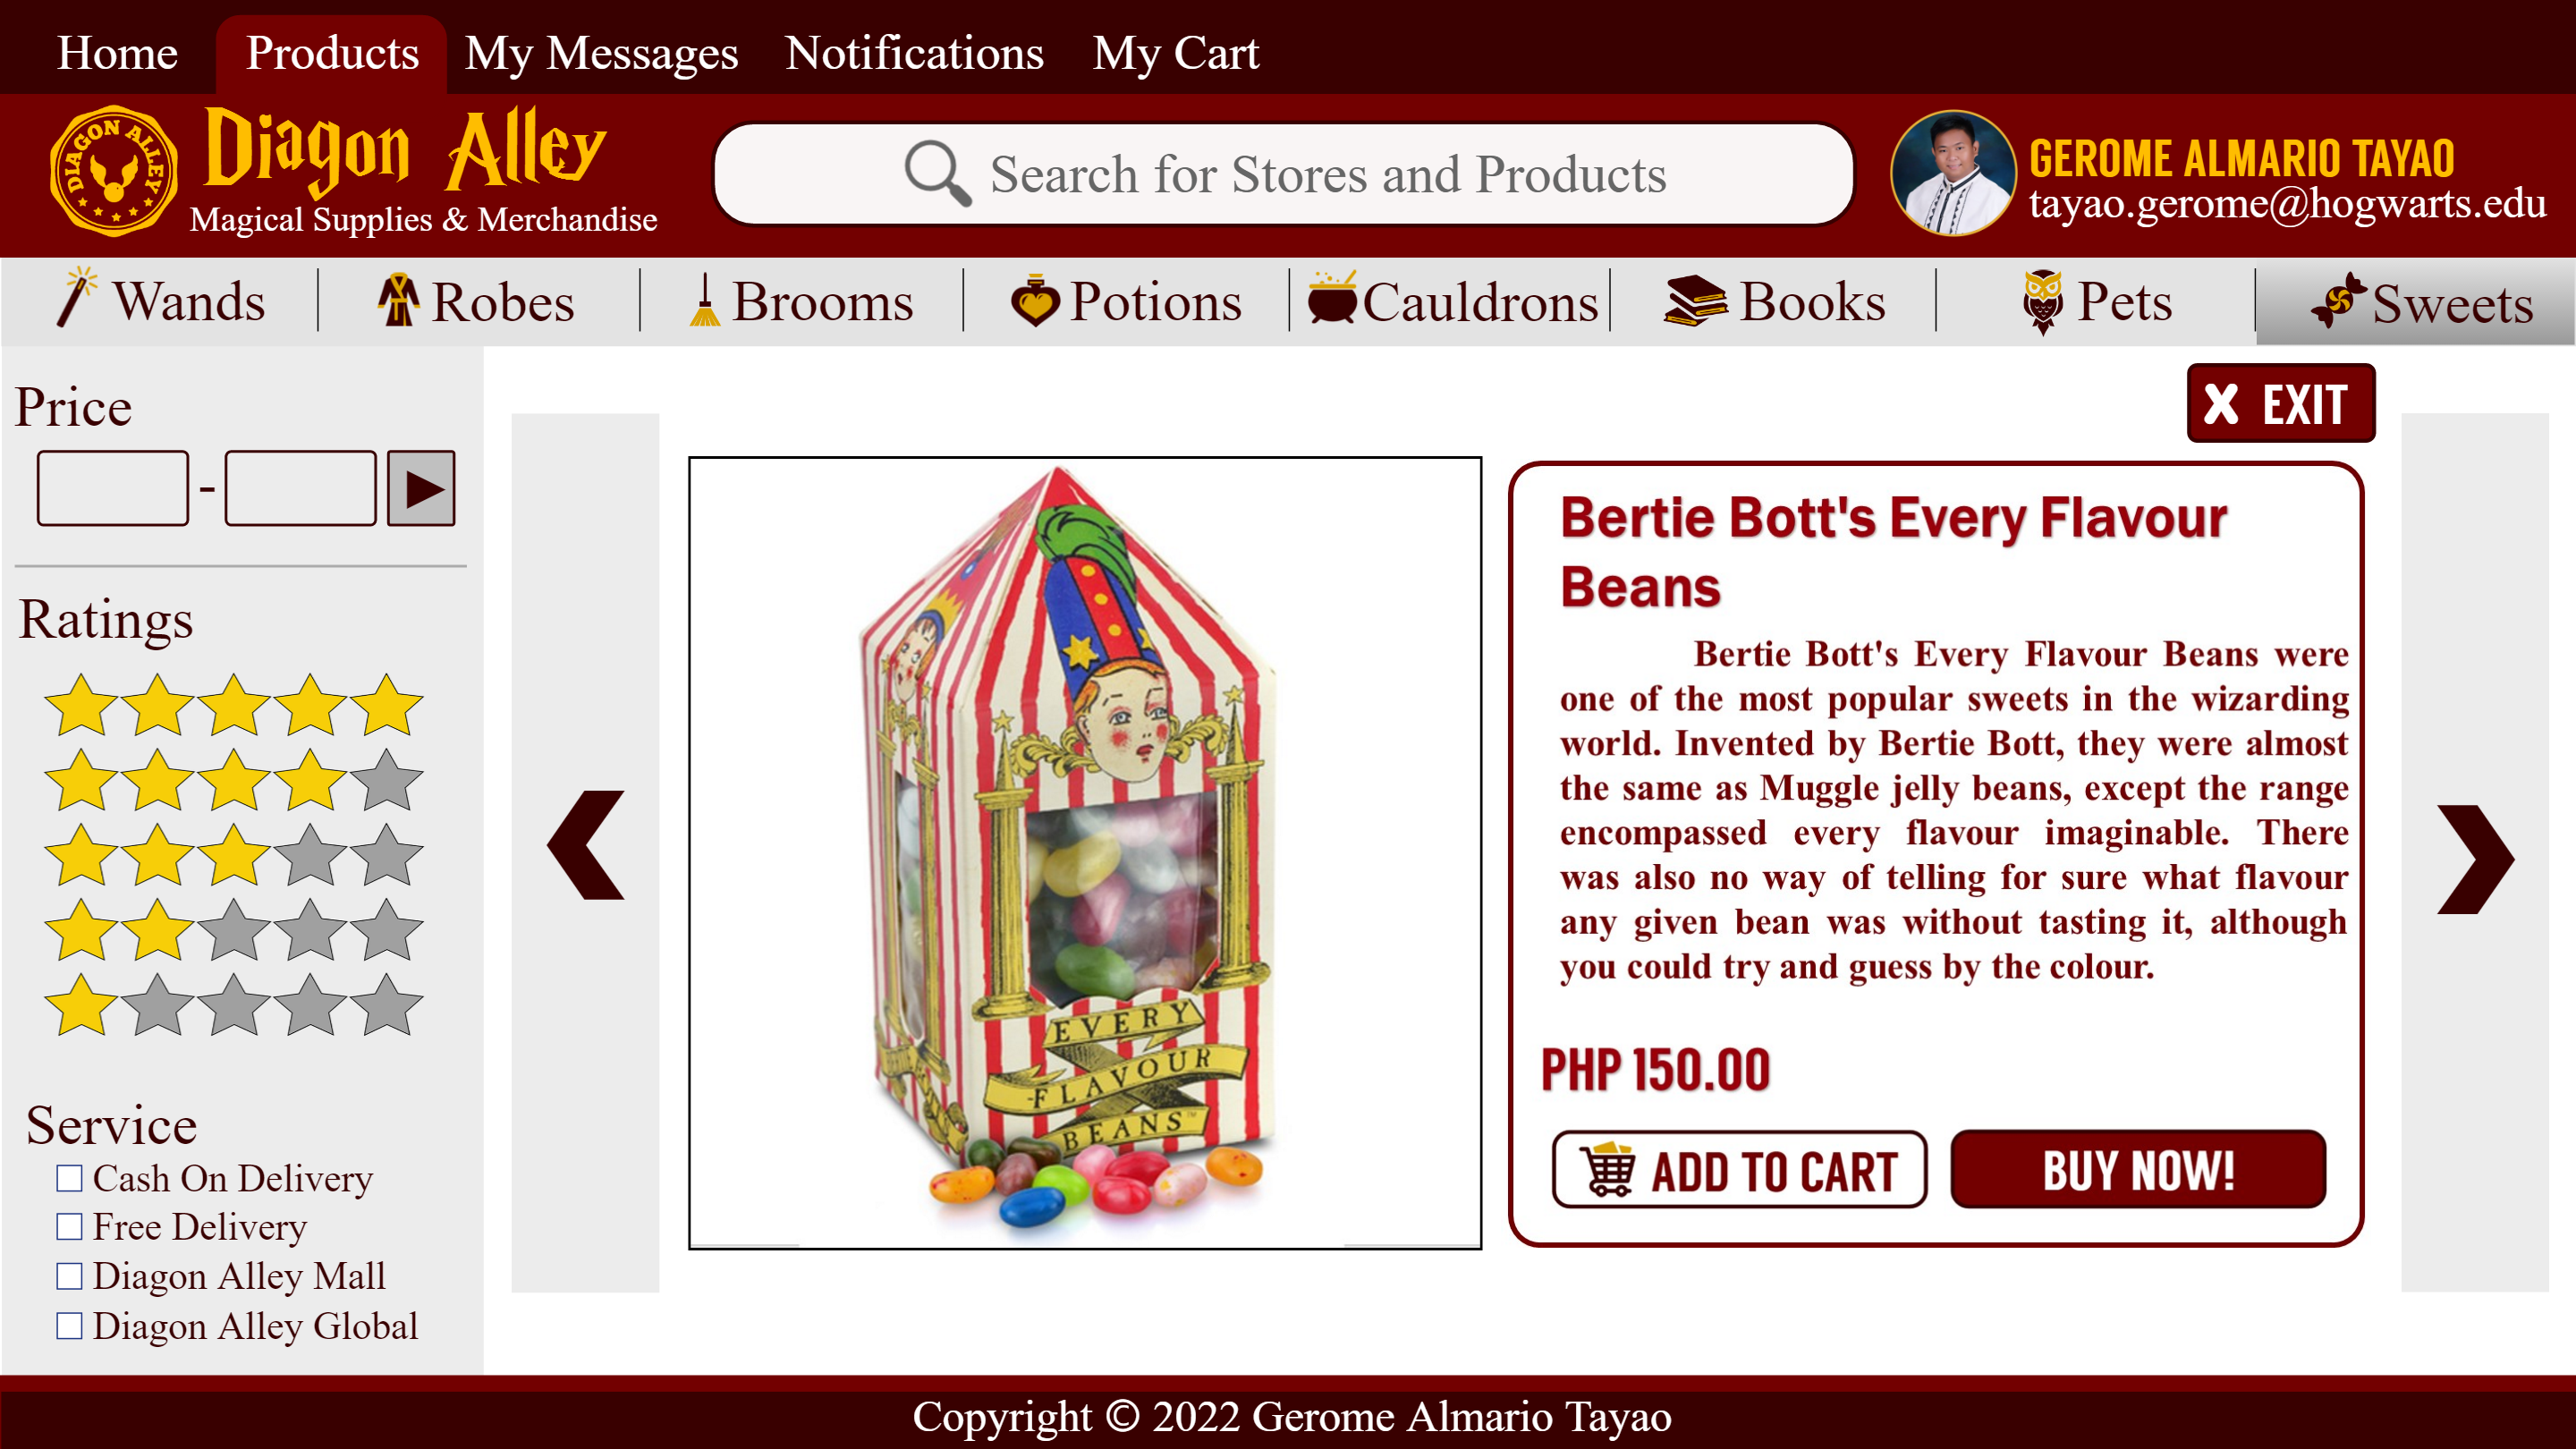 Home Products My Messages Notifications My Cart
DIAGON ALLEY
Diagon Alley
Magical Supplies & Merchandise
Search for Stores and Products
GEROME ALMARIO TAYAO
tayao.gerome@hogwarts.edu
Wands Robes Brooms Potions Cauldrons Books Pets Sweets
Price
-
Ratings
Service
Cash On Delivery
Free Delivery
Diagon Alley Mall
Diagon Alley Global
EVERY
FLAVOUR
BEANS™
X EXIT
Bertie Bott's Every Flavour
Beans
Bertie Bott's Every Flavour Beans were
one of the most popular sweets in the wizarding
world. Invented by Bertie Bott, they were almost
the same as Muggle jelly beans, except the range
encompassed every flavour imaginable. There
was also no way of telling for sure what flavour
any given bean was without tasting it, although
you could try and guess by the colour.
PHP 150.00
ADD TO CART
BUY NOW!
Copyright © 2022 Gerome Almario Tayao